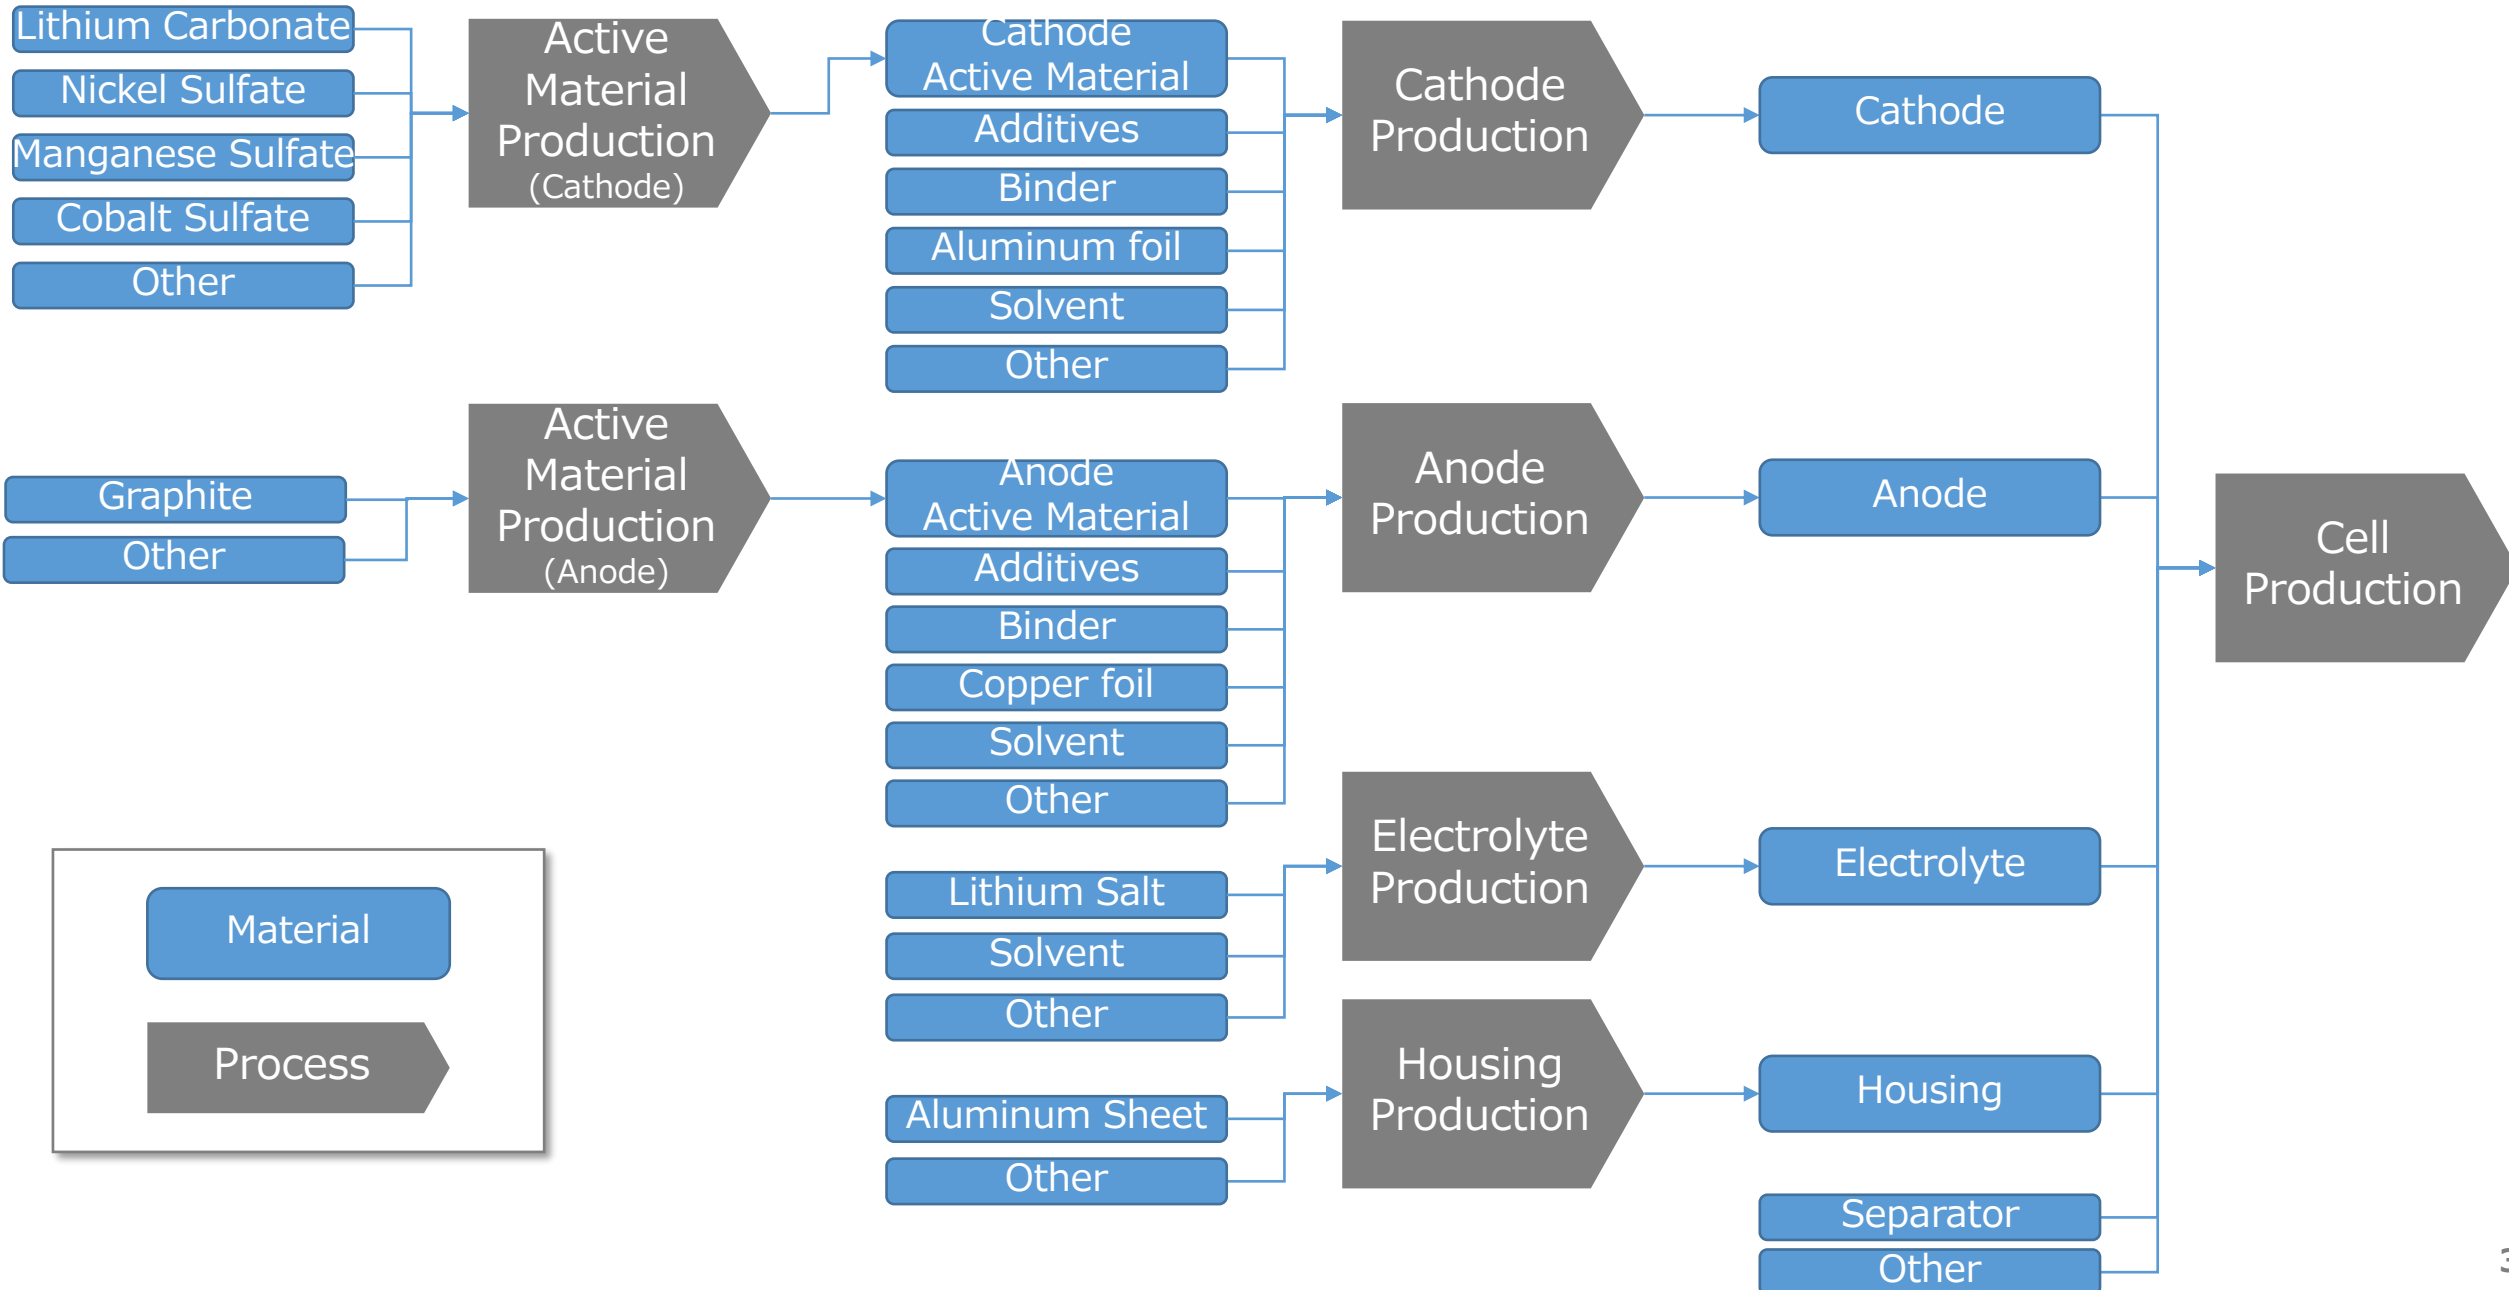 Lithium Carbonate
Nickel Sulfate
Manganese Sulfate
Cobalt Sulfate
Other
Active
Material
Production
(Cathode)
Cathode
Active Material
Additives
Binder
Aluminum foil
Solvent
Other
Cathode
Production
Cathode
Graphite
Other
Active
Material
Production
(Anode)
Anode
Active Material
Additives
Binder
Copper foil
Solvent
Other
Anode
Production
Anode
Cell
Production
Lithium Salt
Solvent
Other
Electrolyte
Production
Electrolyte
Aluminum Sheet
Other
Housing
Production
Housing
Separator
Other
Material
Process